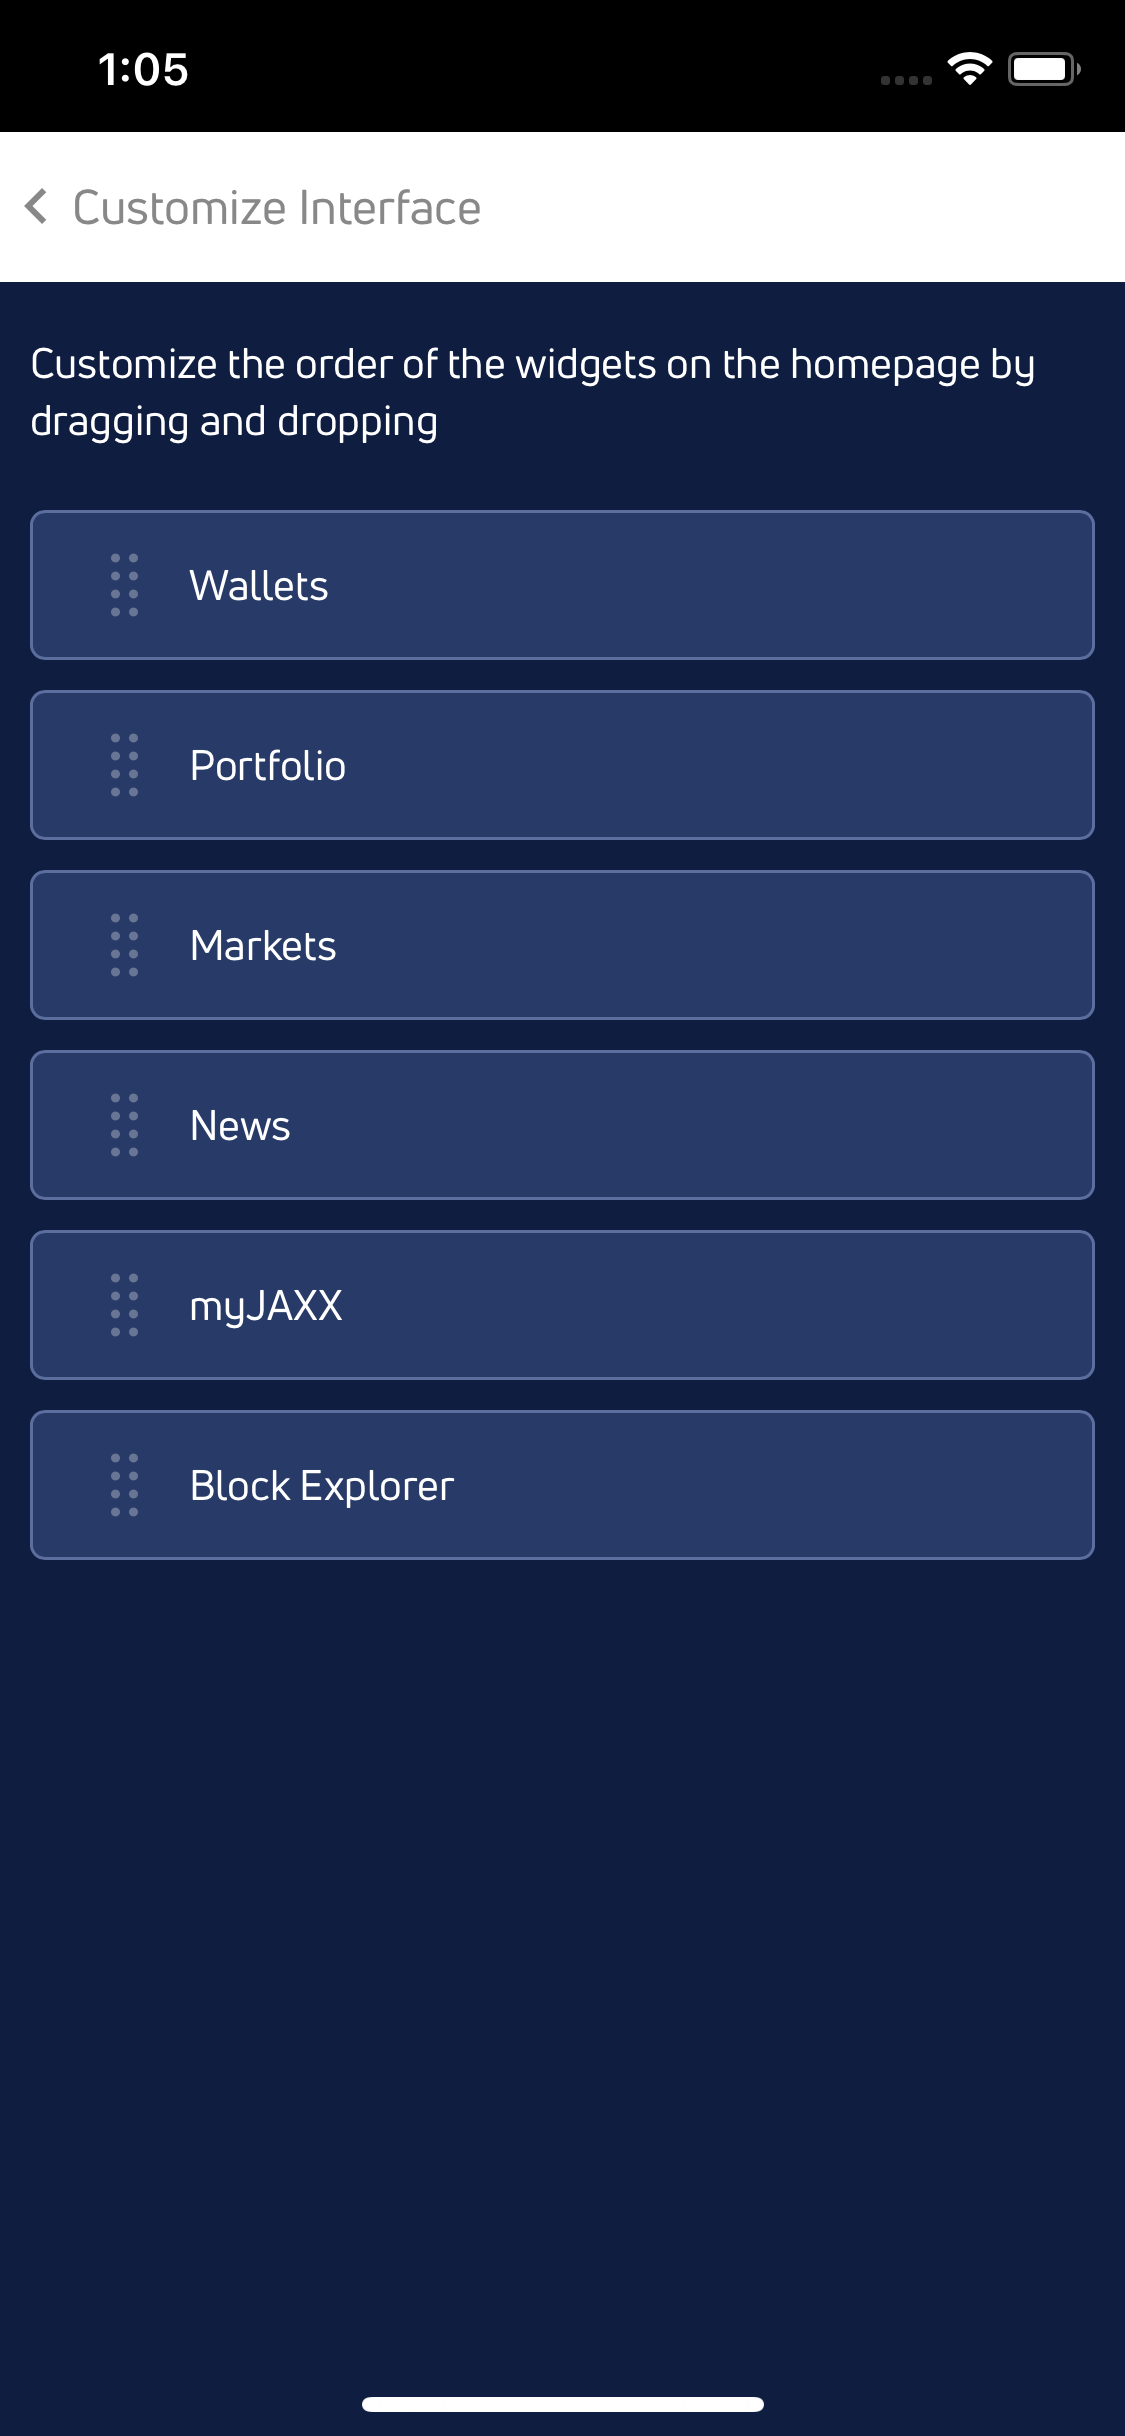 1:05
Customize Interface
Customize the order of the widgets on the homepage by
dragging and dropping
Wallets
Portfolio
Markets
News
myJAXX
Block Explorer